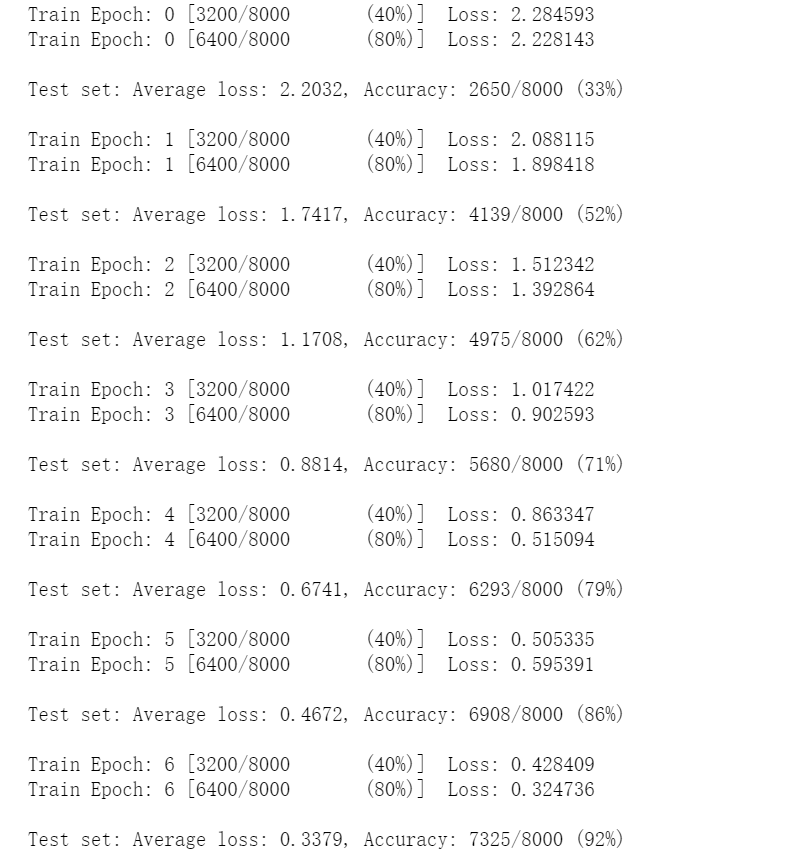 Train Epoch: 0 [3200/8000 (40%)] Loss: 2.284593
Train Epoch: 0 [6400/8000 (80%)] Loss: 2.228143
Test set: Average loss: 2.2032, Accuracy: 2650/8000 (33%)
Train Epoch: 1 [3200/8000 (40%)] Loss: 2.088115
Train Epoch: 1 [6400/8000 (80%)] Loss: 1.898418
Test set: Average loss: 1.7417, Accuracy: 4139/8000 (52%)
Train Epoch: 2 [3200/8000 (40%)] Loss: 1.512342
Train Epoch: 2 [6400/8000 (80%)] Loss: 1.392864
Test set: Average loss: 1.1708, Accuracy: 4975/8000 (62%)
Train Epoch: 3 [3200/8000 (40%)] Loss: 1.017422
Train Epoch: 3 [6400/8000 (80%)] Loss: 0.902593
Test set: Average loss: 0.8814, Accuracy: 5680/8000 (71%)
Train Epoch: 4 [3200/8000 (40%)] Loss: 0.863347
Train Epoch: 4 [6400/8000 (80%)] Loss: 0.515094
Test set: Average loss: 0.6741, Accuracy: 6293/8000 (79%)
Train Epoch: 5 [3200/8000 (40%)] Loss: 0.505335
Train Epoch: 5 [6400/8000 (80%)] Loss: 0.595391
Test set: Average loss: 0.4672, Accuracy: 6908/8000 (86%)
Train Epoch: 6 [3200/8000 (40%)] Loss: 0.428409
Train Epoch: 6 [6400/8000 (80%)] Loss: 0.324736
Test set: Average loss: 0.3379, Accuracy: 7325/8000 (92%)